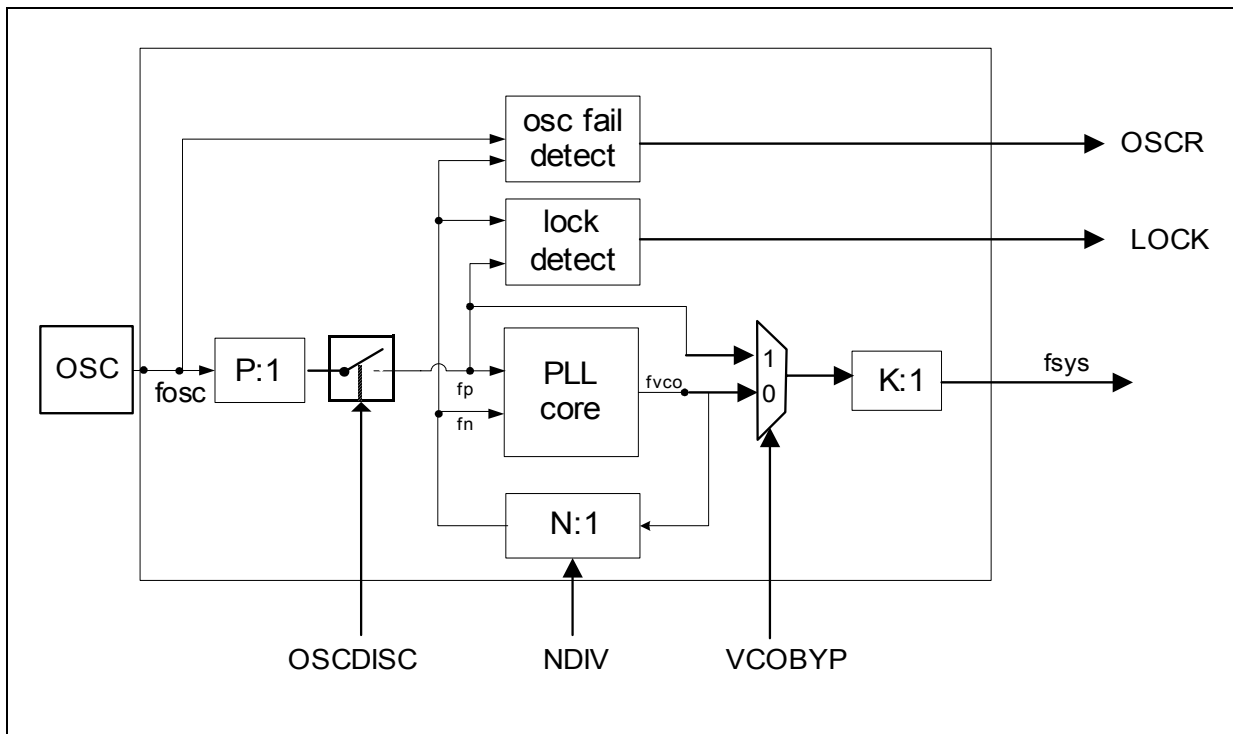 osc fail
detect
OSCR
lock
detect
LOCK
OSC
fosc
P:1
fp
fn
PLL
core
fvco
1
0
K:1
fsys
N:1
OSCDISC
NDIV
VCOBYP